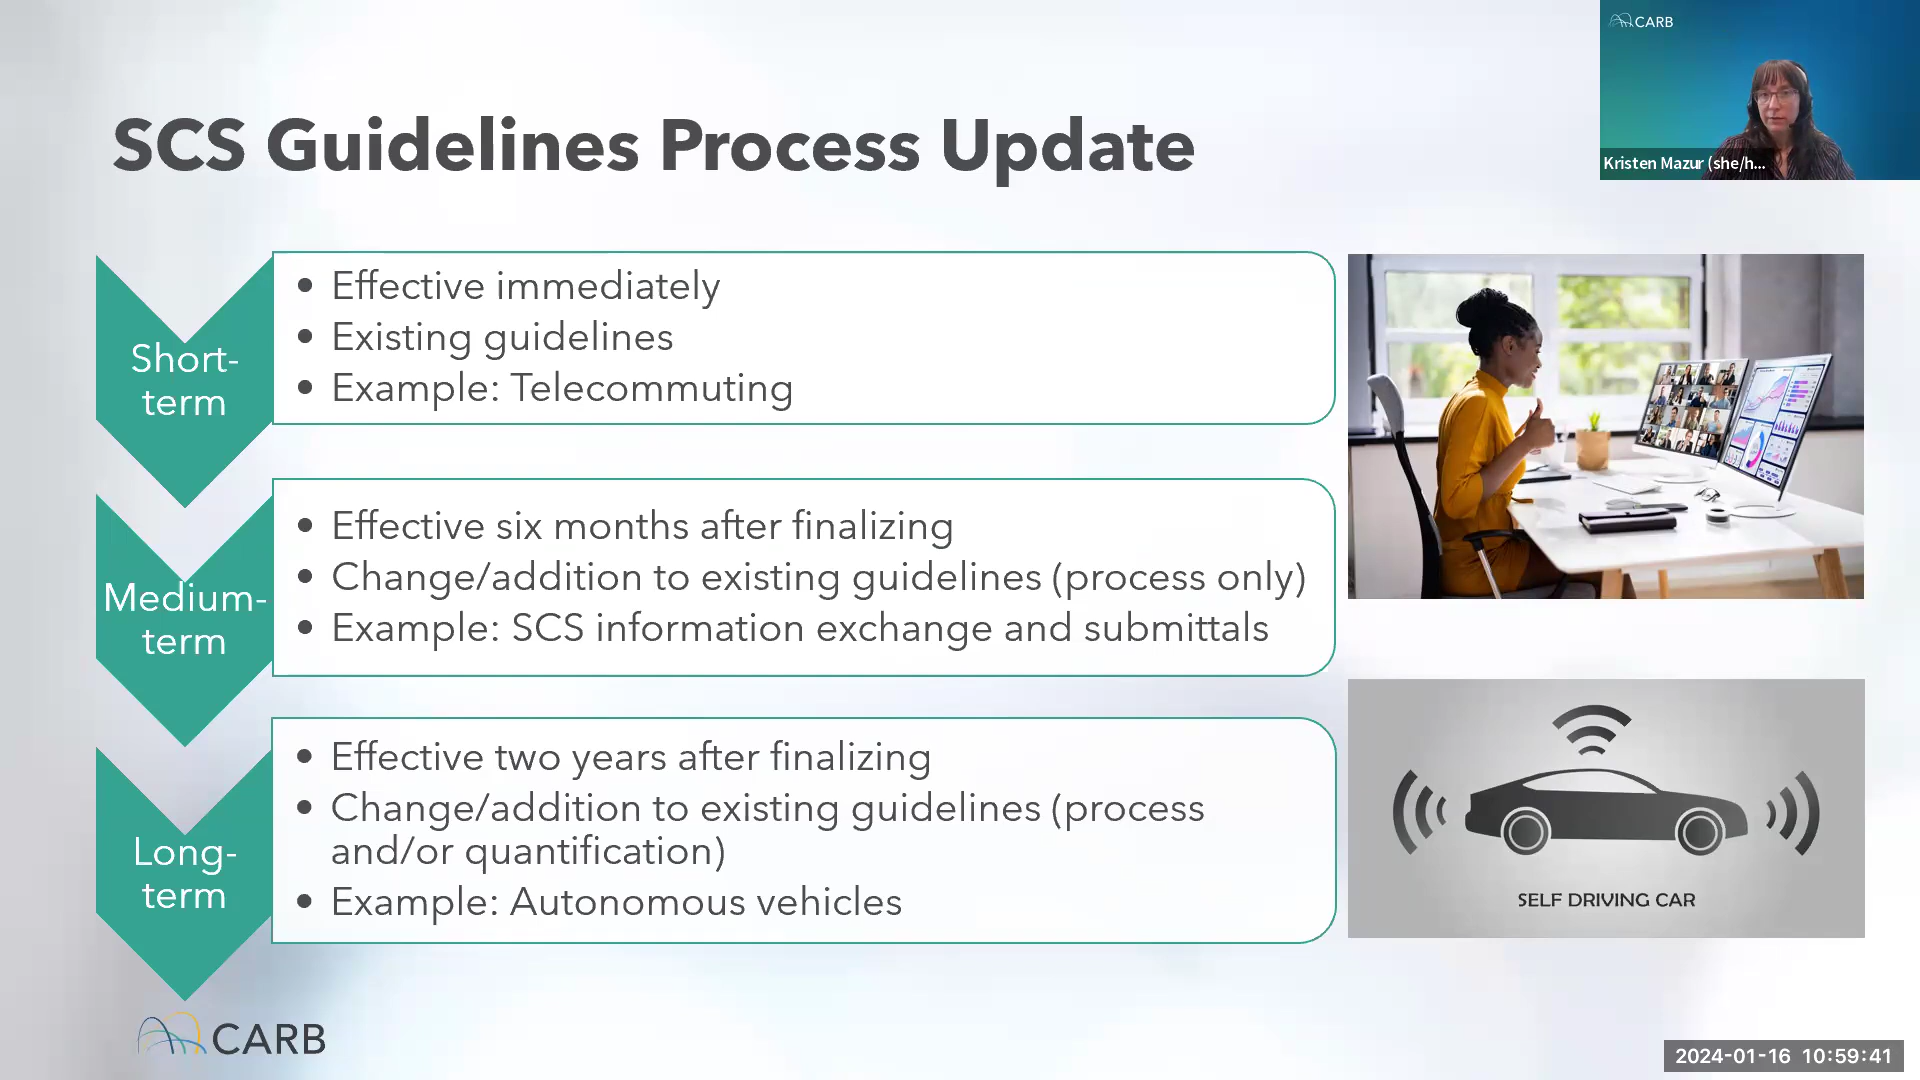 CARB
Kristen Mazur (she/h...
SCS Guidelines Process Update
Short-
term
• Effective immediately
• Existing guidelines
• Example: Telecommuting
Medium-
term
• Effective six months after finalizing
• Change/addition to existing guidelines (process only)
• Example: SCS information exchange and submittals
Long-
term
• Effective two years after finalizing
• Change/addition to existing guidelines (process
and/or quantification)
• Example: Autonomous vehicles
SELF DRIVING CAR
CARB
2024-01-16 10:59:41